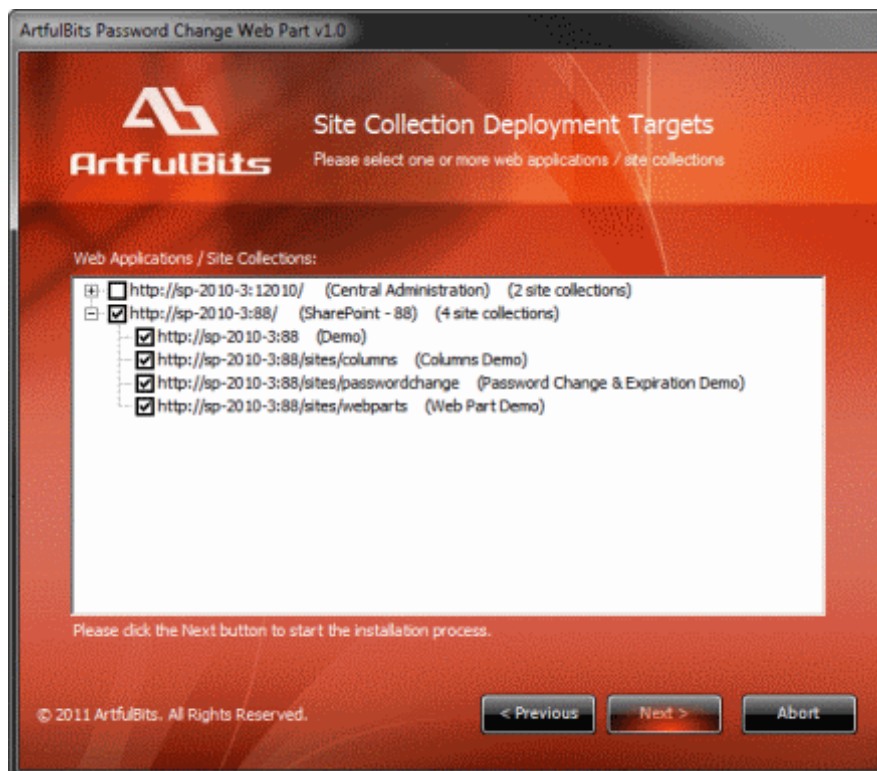 ArtfulBits Password Change Web Part v1.0
ArtfulBits
Site Collection Deployment Targets
Please select one or more web applications / site collections
Web Applications / Site Collections:
http://sp-2010-3:12010/ (Central Administration) (2 site collections)
http://sp-2010-3:88/ (SharePoint - 88) (4 site collections)
http://sp-2010-3:88 (Demo)
http://sp-2010-3:88/sites/columns (Columns Demo)
http://sp-2010-3:88/sites/passwordchange (Password Change & Expiration Demo)
http://sp-2010-3:88/sites/webparts (Web Part Demo)
Please click the Next button to start the installation process.
© 2011 ArtfulBits. All Rights Reserved.
< Previous
Next >
Abort